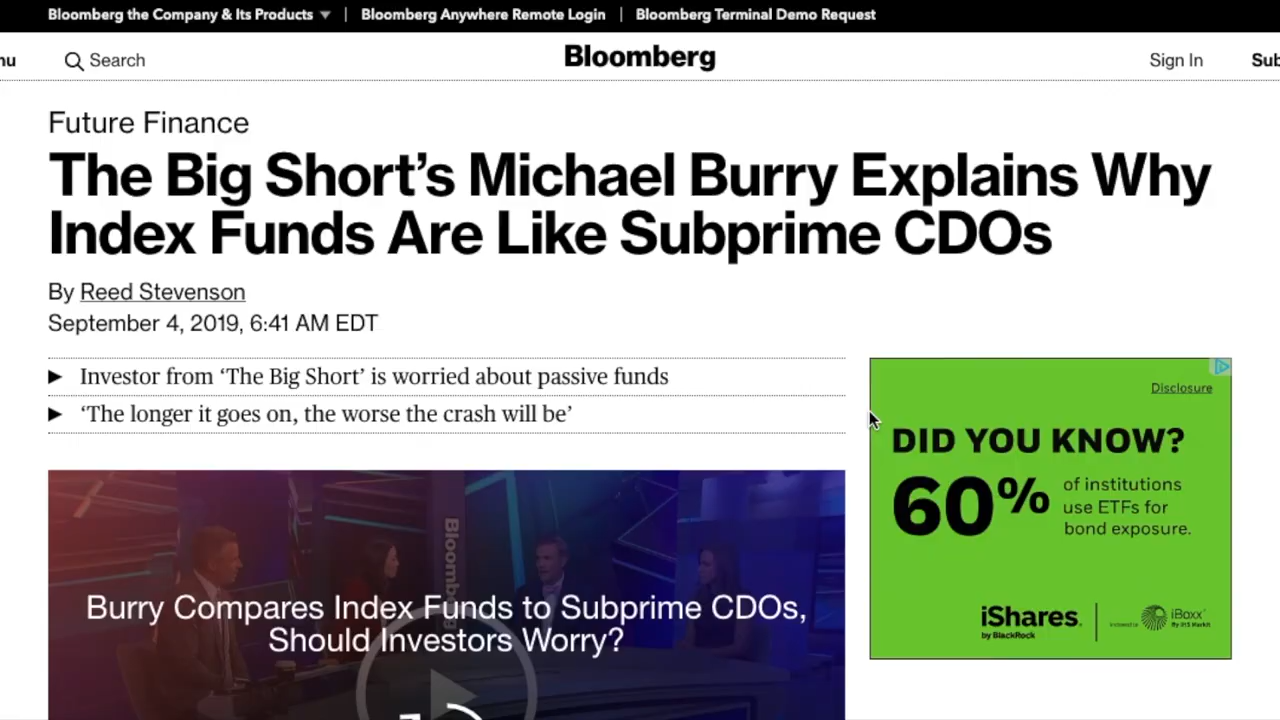 Bloomberg the Company & Its Products ▼ | Bloomberg Anywhere Remote Login | Bloomberg Terminal Demo Request
nu Search Bloomberg Sign In Sub
Future Finance
The Big Short’s Michael Burry Explains Why
Index Funds Are Like Subprime CDOs
By Reed Stevenson
September 4, 2019, 6:41 AM EDT
► Investor from ‘The Big Short’ is worried about passive funds
► ‘The longer it goes on, the worse the crash will be’
Disclosure
DID YOU KNOW?
60% of institutions
use ETFs for
bond exposure.
iShares.
by BlackRock
iBoxx
By IHS Markit
Bloomb
Burry Compares Index Funds to Subprime CDOs,
Should Investors Worry?